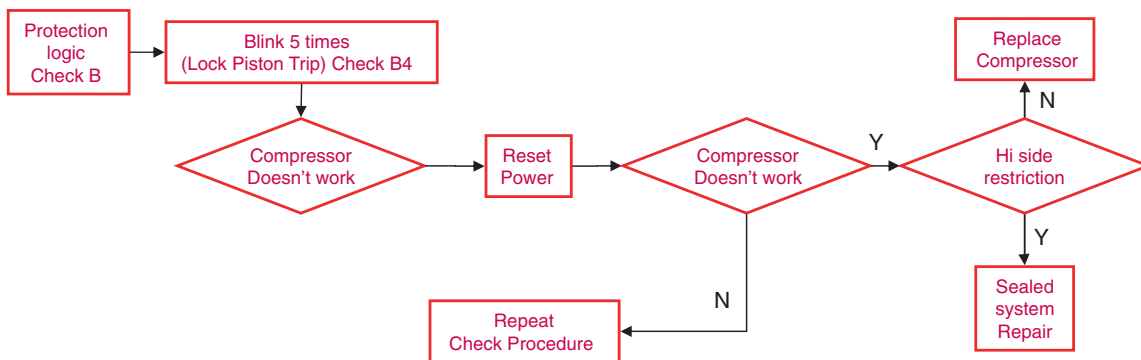 Protection
logic
Check B
Blink 5 times
(Lock Piston Trip) Check B4
Compressor
Doesn't work
Reset
Power
Compressor
Doesn't work
Y
Hi side
restriction
N
Replace
Compressor
Y
Sealed
system
Repair
N
Repeat
Check Procedure